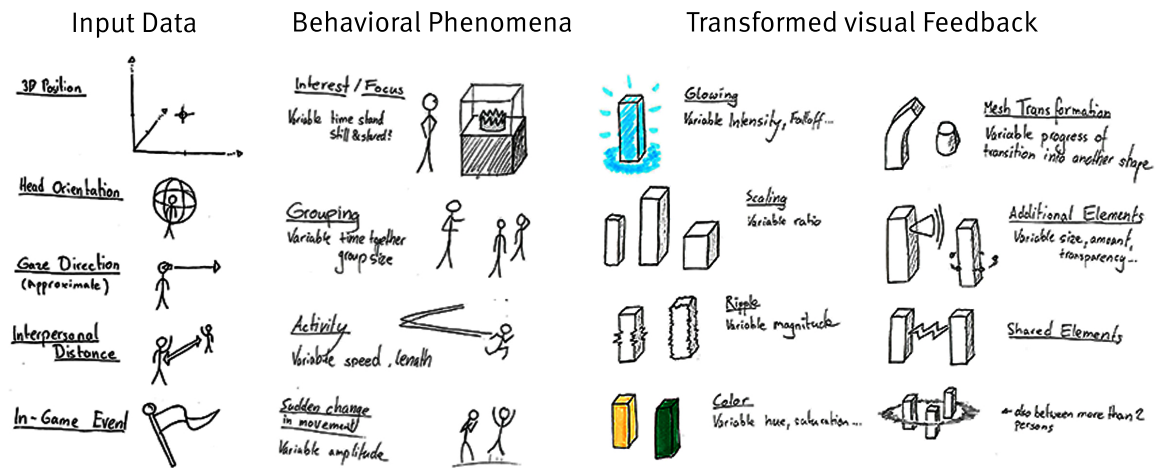 Input Data
Behavioral Phenomena
Transformed visual Feedback
3D Position
Head Orientation
Gaze Direction
(Approximate)
Interpersonal
Distance
In-Game Event
Interest / Focus
Variable time stand
still & stared?
Grouping
Variable time together
group size
Activity
Variable speed, length
Sudden change
in movement
Variable amplitude
Glowing
Variable Intensity, Falloff...
Scaling
Variable ratio
Ripple
Variable magnitude
Color
Variable hue, saturation...
Mesh Transformation
Variable progress of
transition into another shape
Additional Elements
Variable size, amount,
transparency...
Shared Elements
also between more than 2
persons